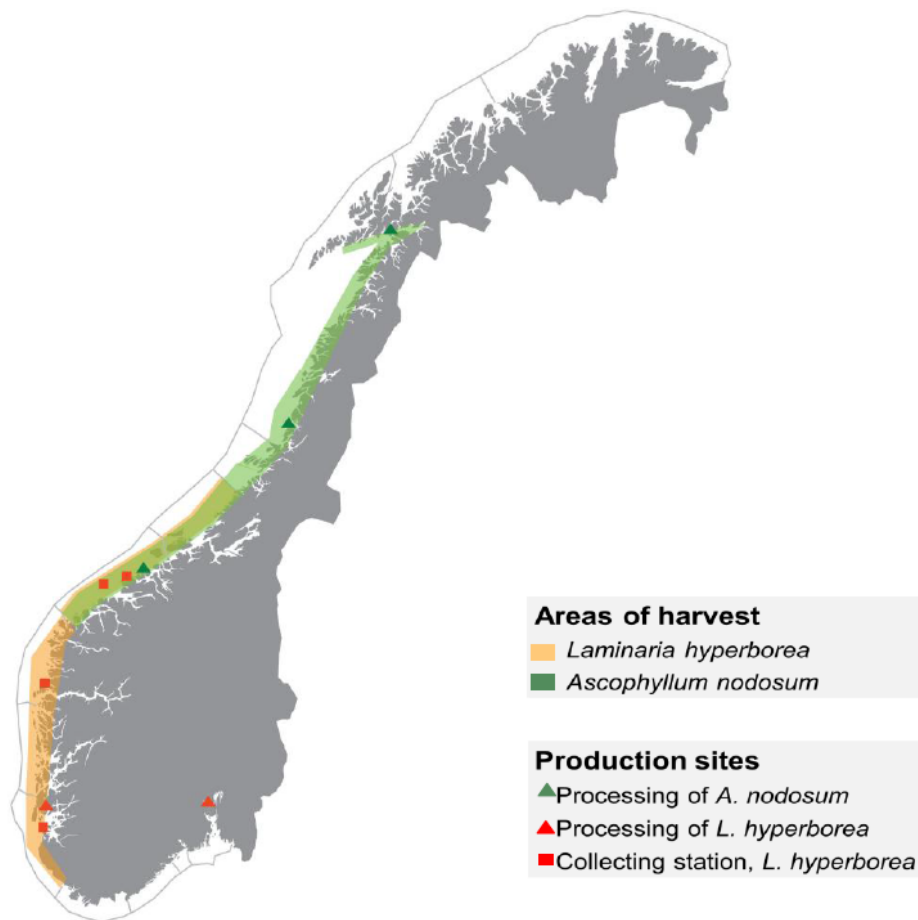 Areas of harvest
Laminaria hyperborea
Ascophyllum nodosum
Production sites
Processing of A. nodosum
Processing of L. hyperborea
Collecting station, L. hyperborea